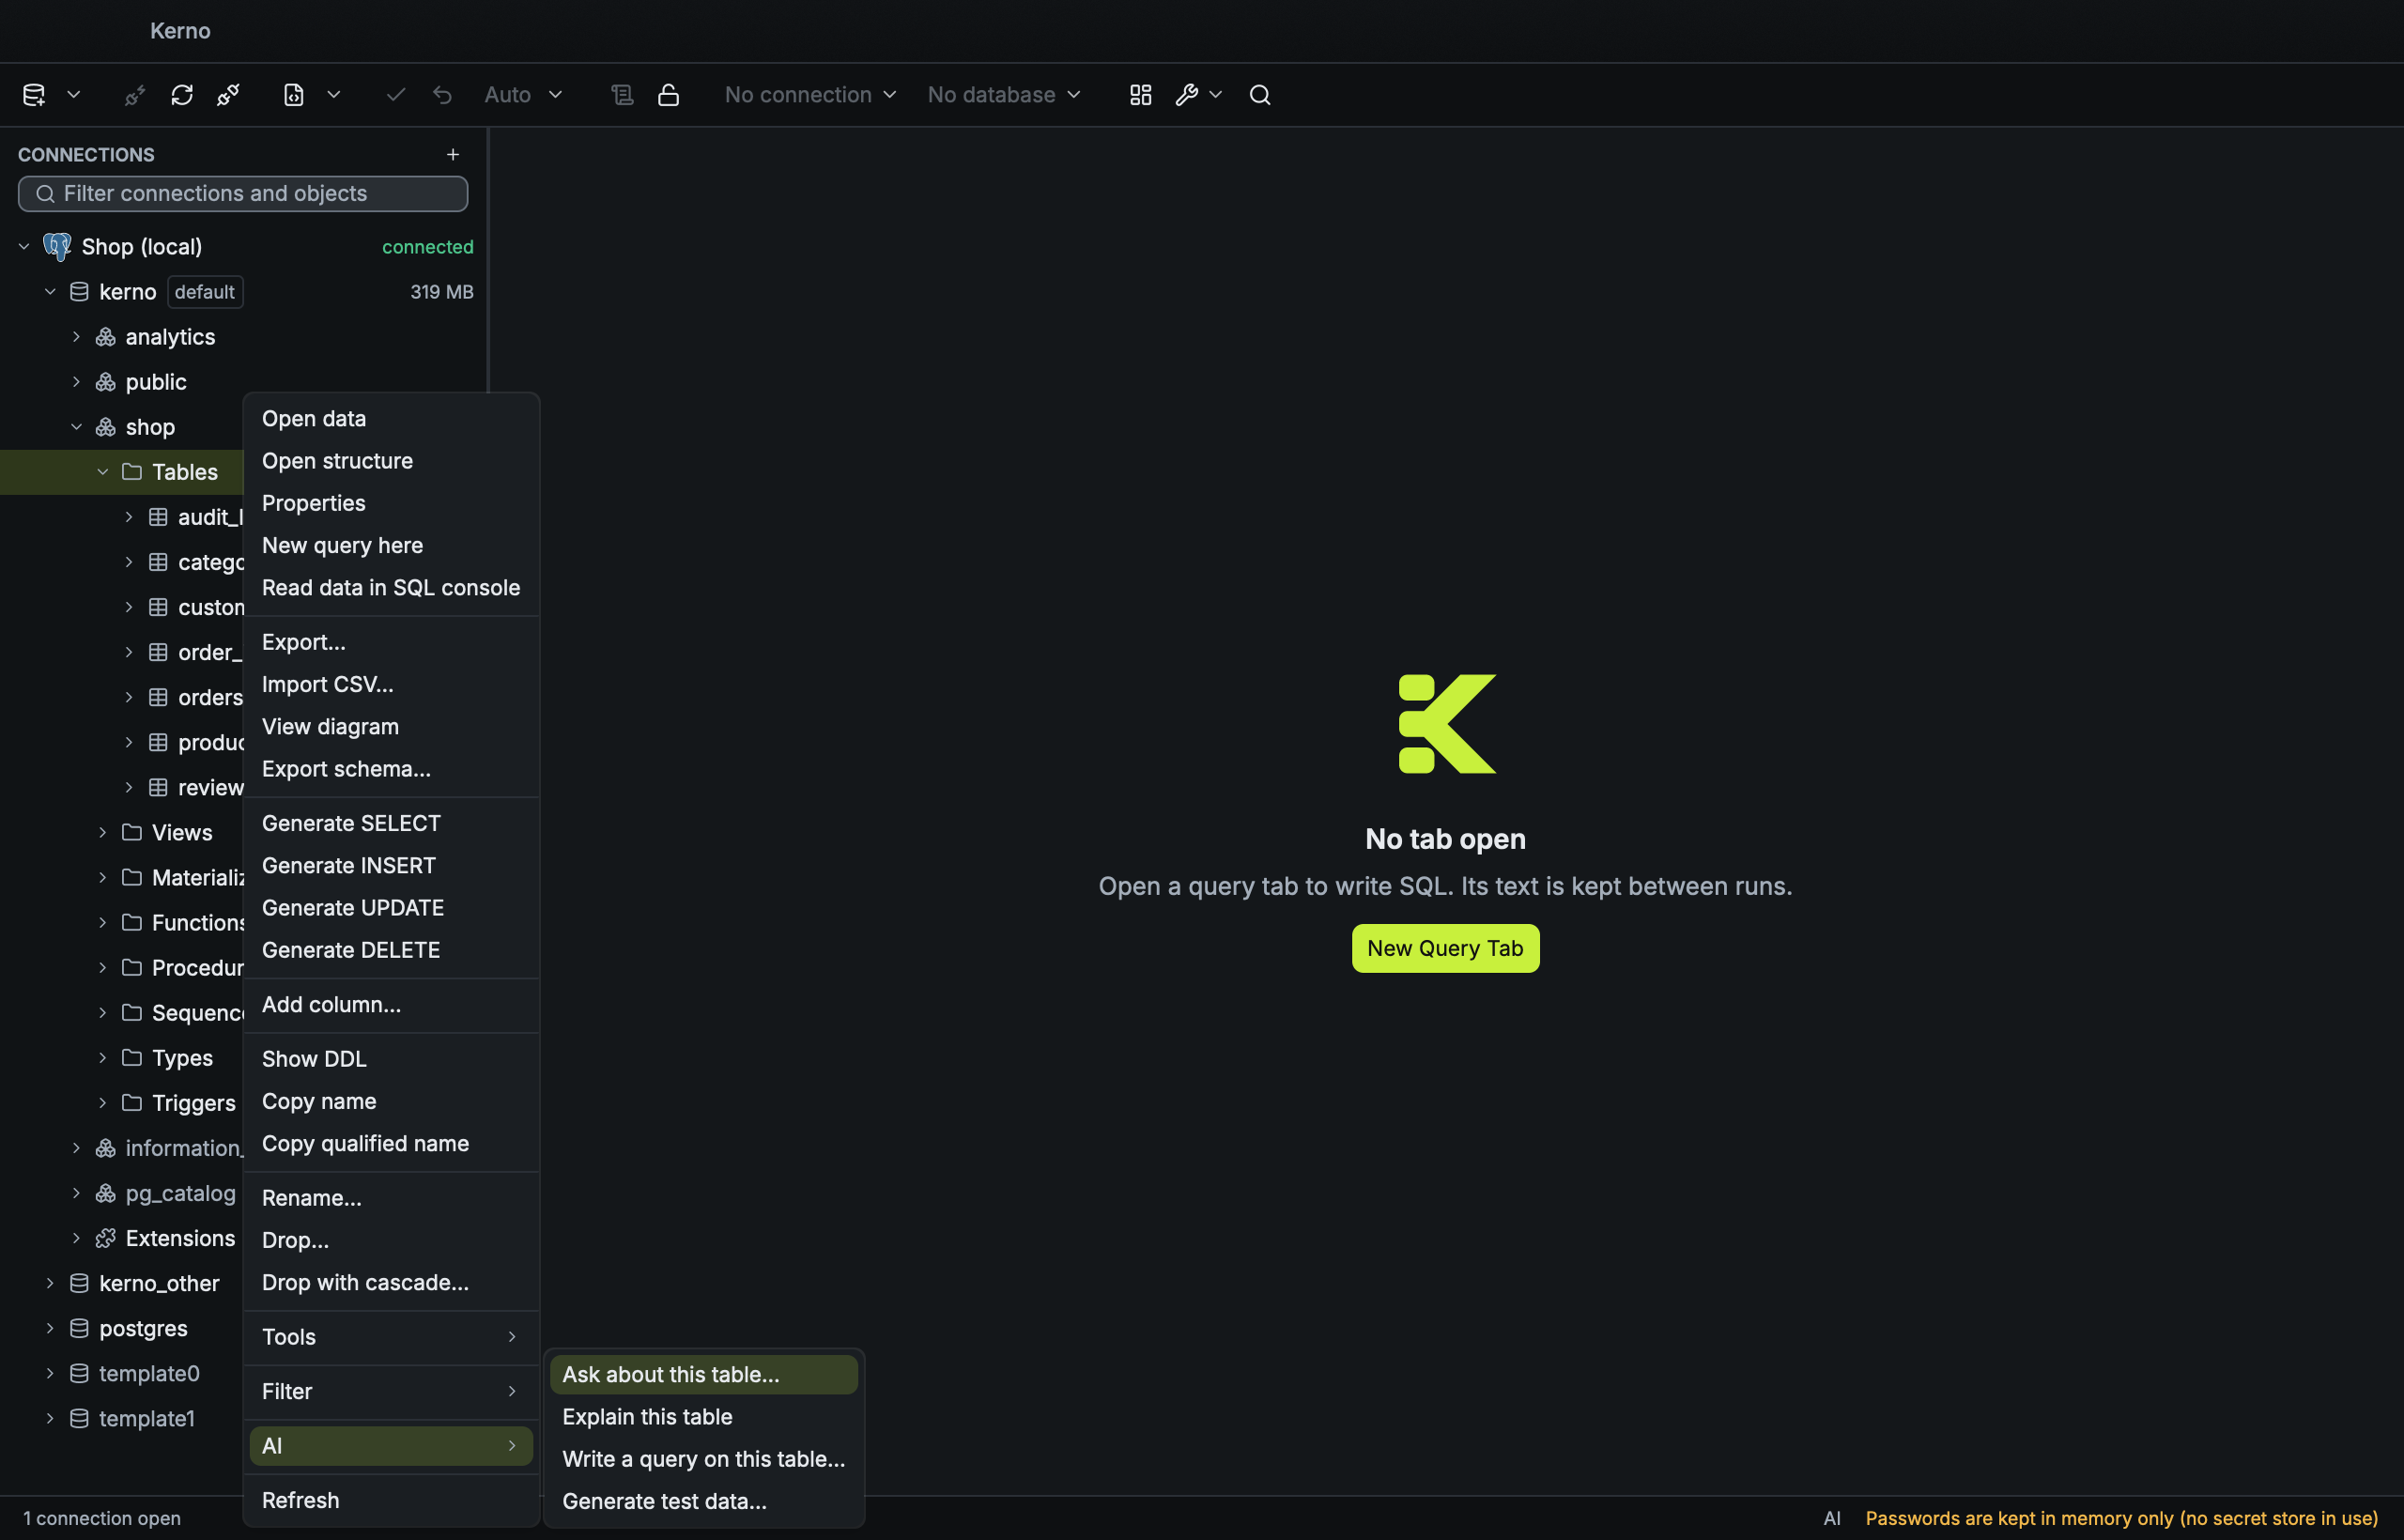 Kerno
Auto
No connection
No database
CONNECTIONS
Filter connections and objects
Shop (local) connected
kerno default 319 MB
analytics
public
shop
Tables
audit_l
catego
custom
order_
orders
produc
review
Views
Materializ
Functions
Procedur
Sequence
Types
Triggers
information_
pg_catalog
Extensions
kerno_other
postgres
template0
template1
Open data
Open structure
Properties
New query here
Read data in SQL console
Export...
Import CSV...
View diagram
Export schema...
Generate SELECT
Generate INSERT
Generate UPDATE
Generate DELETE
Add column...
Show DDL
Copy name
Copy qualified name
Rename...
Drop...
Drop with cascade...
Tools
Filter
AI
Refresh
Ask about this table...
Explain this table
Write a query on this table...
Generate test data...
No tab open
Open a query tab to write SQL. Its text is kept between runs.
New Query Tab
1 connection open
AI Passwords are kept in memory only (no secret store in use)